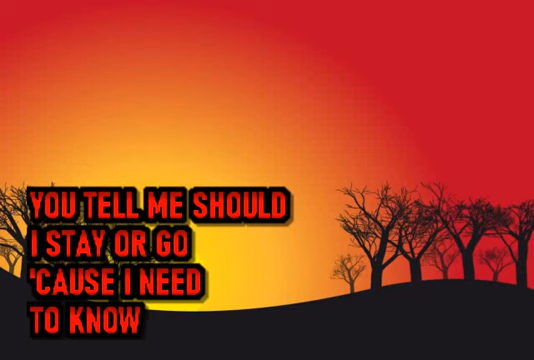 YOU TELL ME SHOULD
I STAY OR GO
'CAUSE I NEED
TO KNOW